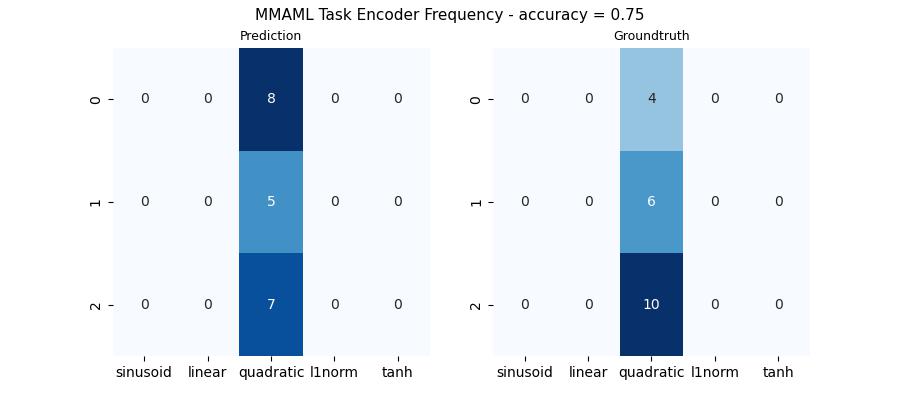 MMAML Task Encoder Frequency - accuracy = 0.75
Prediction
Groundtruth
0 0 0 8 0 0
0 0 0 4 0 0
1 0 0 5 0 0
1 0 0 6 0 0
2 0 0 7 0 0
2 0 0 10 0 0
sinusoid linear quadratic l1norm tanh
sinusoid linear quadratic l1norm tanh